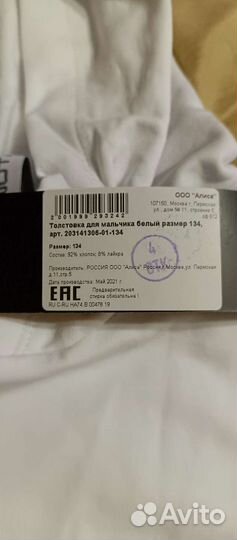 ООО "Алиса"
107150, Москва г, Пермская
ул., дом № 11, строение 5
2 001999 293242
Толстовка для мальчика белый размер 134,
арт. 203141305-01-134
Размер: 134
Состав: 92% хлопок, 8% лайкра
Производитель: РОССИЯ ООО "Алиса" Россия,г.Москва,ул. Пермская
д.11,стр.5
Дата производства: Май 2021 г.
ЕАС
Предварительная
стирка обязательна !
4
Avito